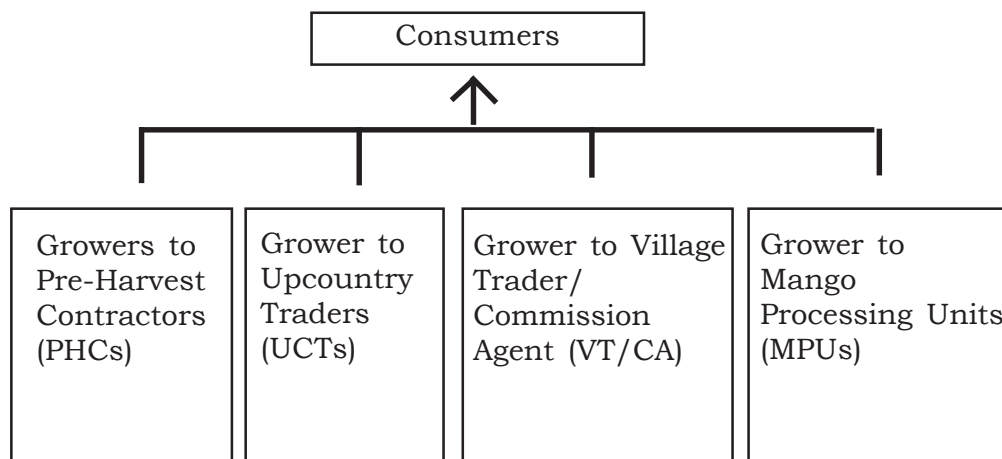 Consumers
Growers to
Pre-Harvest
Contractors
(PHCs)
Grower to
Upcountry
Traders
(UCTs)
Grower to Village
Trader/
Commission
Agent (VT/CA)
Grower to
Mango
Processing Units
(MPUs)